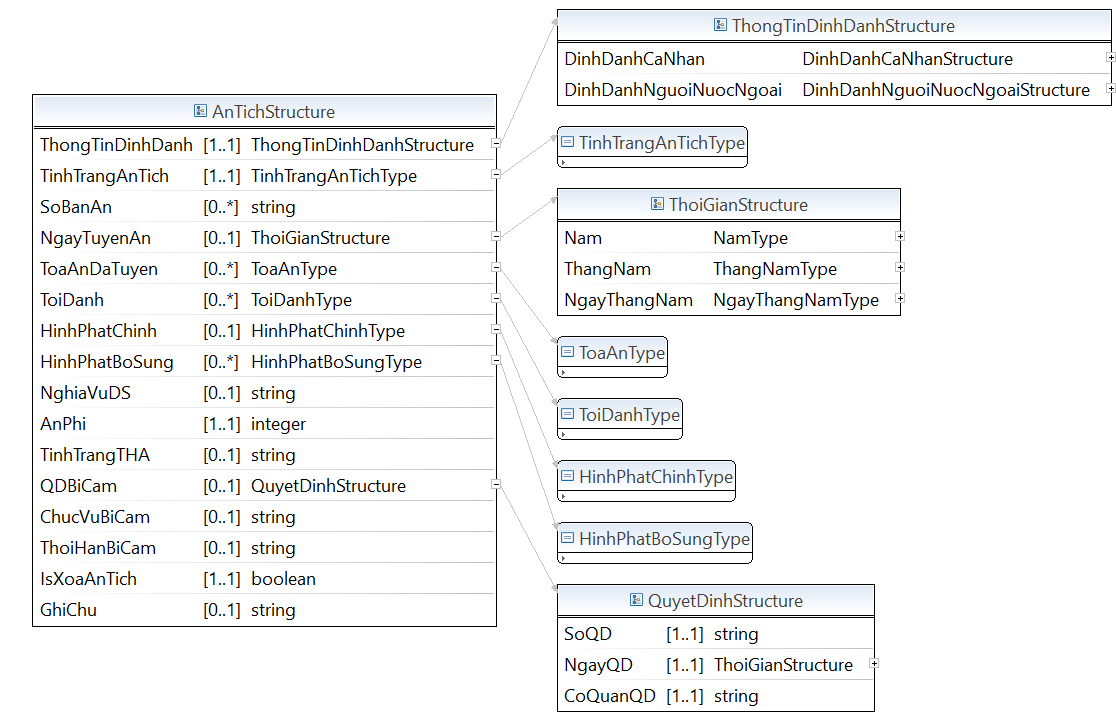 AnTichStructure
ThongTinDinhDanh [1..1] ThongTinDinhDanhStructure
TinhTrangAnTich [1..1] TinhTrangAnTichType
SoBanAn [0..*] string
NgayTuyenAn [0..1] ThoiGianStructure
ToaAnDaTuyen [0..*] ToaAnType
ToiDanh [0..*] ToiDanhType
HinhPhatChinh [0..1] HinhPhatChinhType
HinhPhatBoSung [0..*] HinhPhatBoSungType
NghiaVuDS [0..1] string
AnPhi [1..1] integer
TinhTrangTHA [0..1] string
QDBiCam [0..1] QuyetDinhStructure
ChucVuBiCam [0..1] string
ThoiHanBiCam [0..1] string
IsXoaAnTich [1..1] boolean
GhiChu [0..1] string
ThongTinDinhDanhStructure
DinhDanhCaNhan DinhDanhCaNhanStructure
DinhDanhNguoiNuocNgoai DinhDanhNguoiNuocNgoaiStructure
TinhTrangAnTichType
ThoiGianStructure
Nam NamType
ThangNam ThangNamType
NgayThangNam NgayThangNamType
ToaAnType
ToiDanhType
HinhPhatChinhType
HinhPhatBoSungType
QuyetDinhStructure
SoQD [1..1] string
NgayQD [1..1] ThoiGianStructure
CoQuanQD [1..1] string